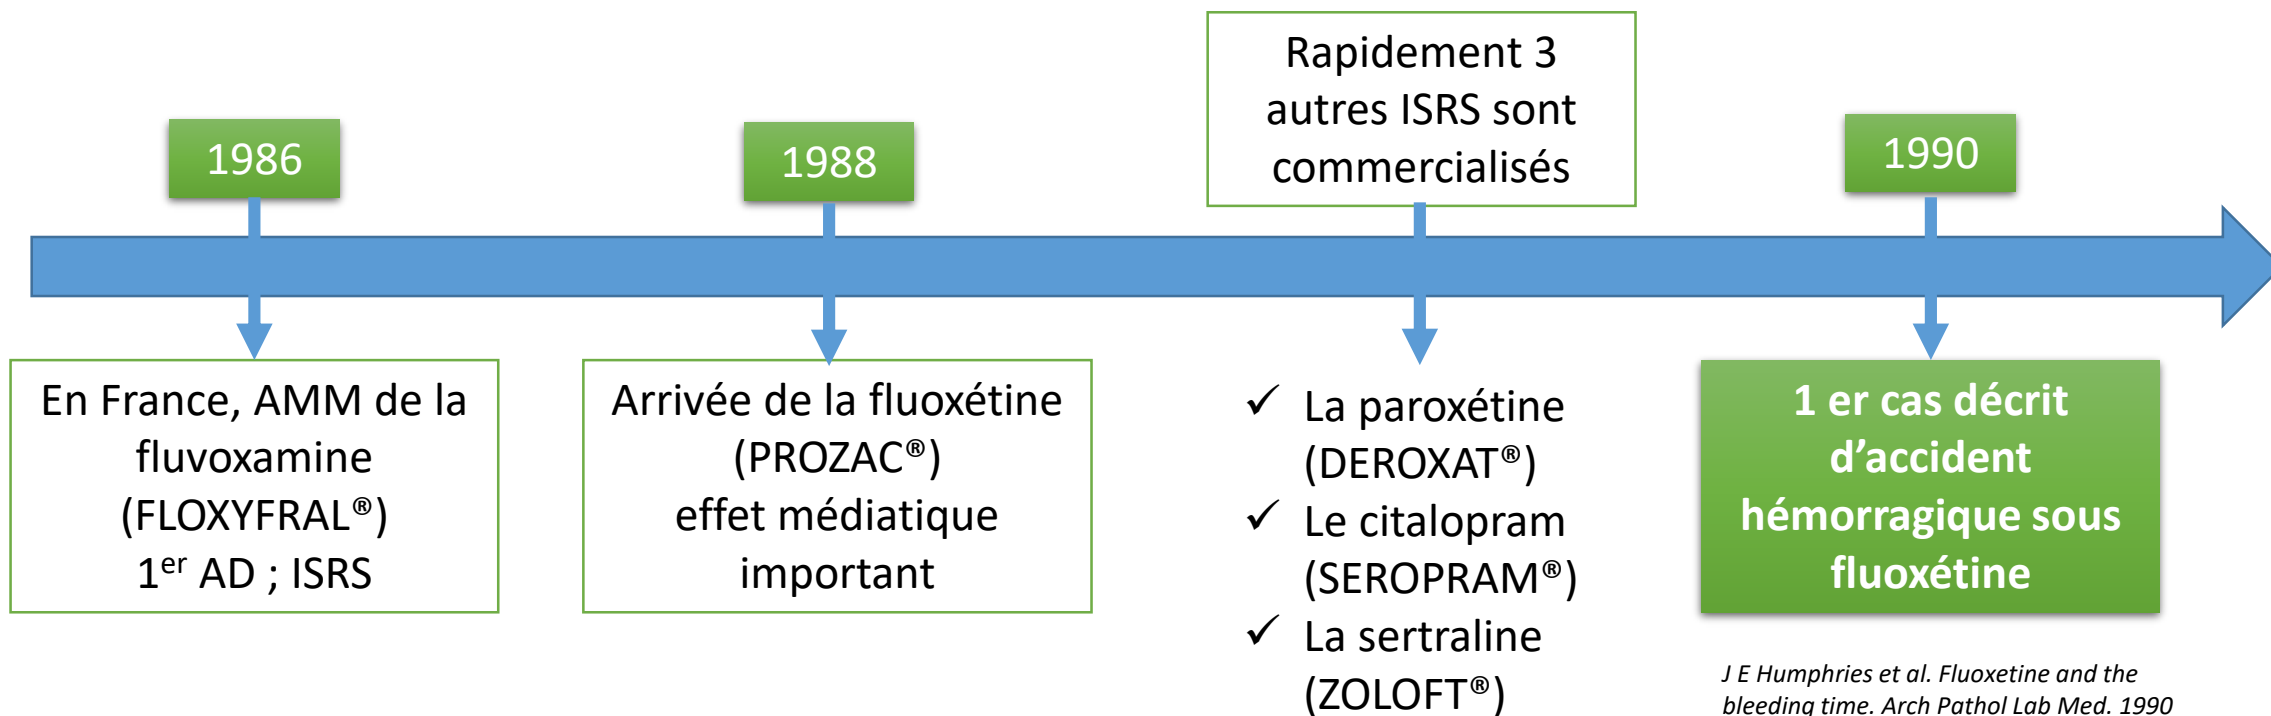 1986
En France, AMM de la
fluvoxamine
(FLOXYFRAL®)
1er AD ; ISRS
1988
Arrivée de la fluoxétine
(PROZAC®)
effet médiatique
important
Rapidement 3
autres ISRS sont
commercialisés
✓ La paroxétine
(DEROXAT®)
✓ Le citalopram
(SEROPRAM®)
✓ La sertraline
(ZOLOFT®)
1990
1 er cas décrit
d’accident
hémorragique sous
fluoxétine
J E Humphries et al. Fluoxetine and the
bleeding time. Arch Pathol Lab Med. 1990